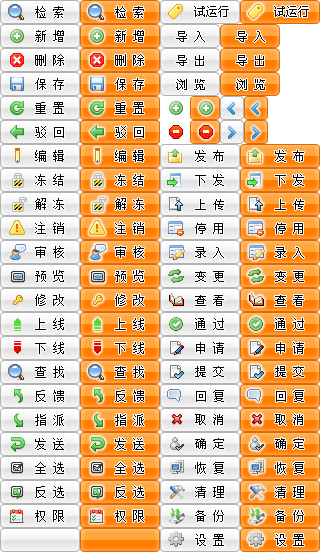 检索 检索 试运行 试运行
新增 新增 导入 导入
删除 删除 导出 导出
保存 保存 浏览 浏览
重置 重置
驳回 驳回
编辑 编辑 发布 发布
冻结 冻结 下发 下发
解冻 解冻 上传 上传
注销 注销 停用 停用
审核 审核 录入 录入
预览 预览 变更 变更
修改 修改 查看 查看
上线 上线 通过 通过
下线 下线 申请 申请
查找 查找 提交 提交
反馈 反馈 回复 回复
指派 指派 取消 取消
发送 发送 确定 确定
全选 全选 恢复 恢复
反选 反选 清理 清理
权限 权限 备份 备份
设置 设置